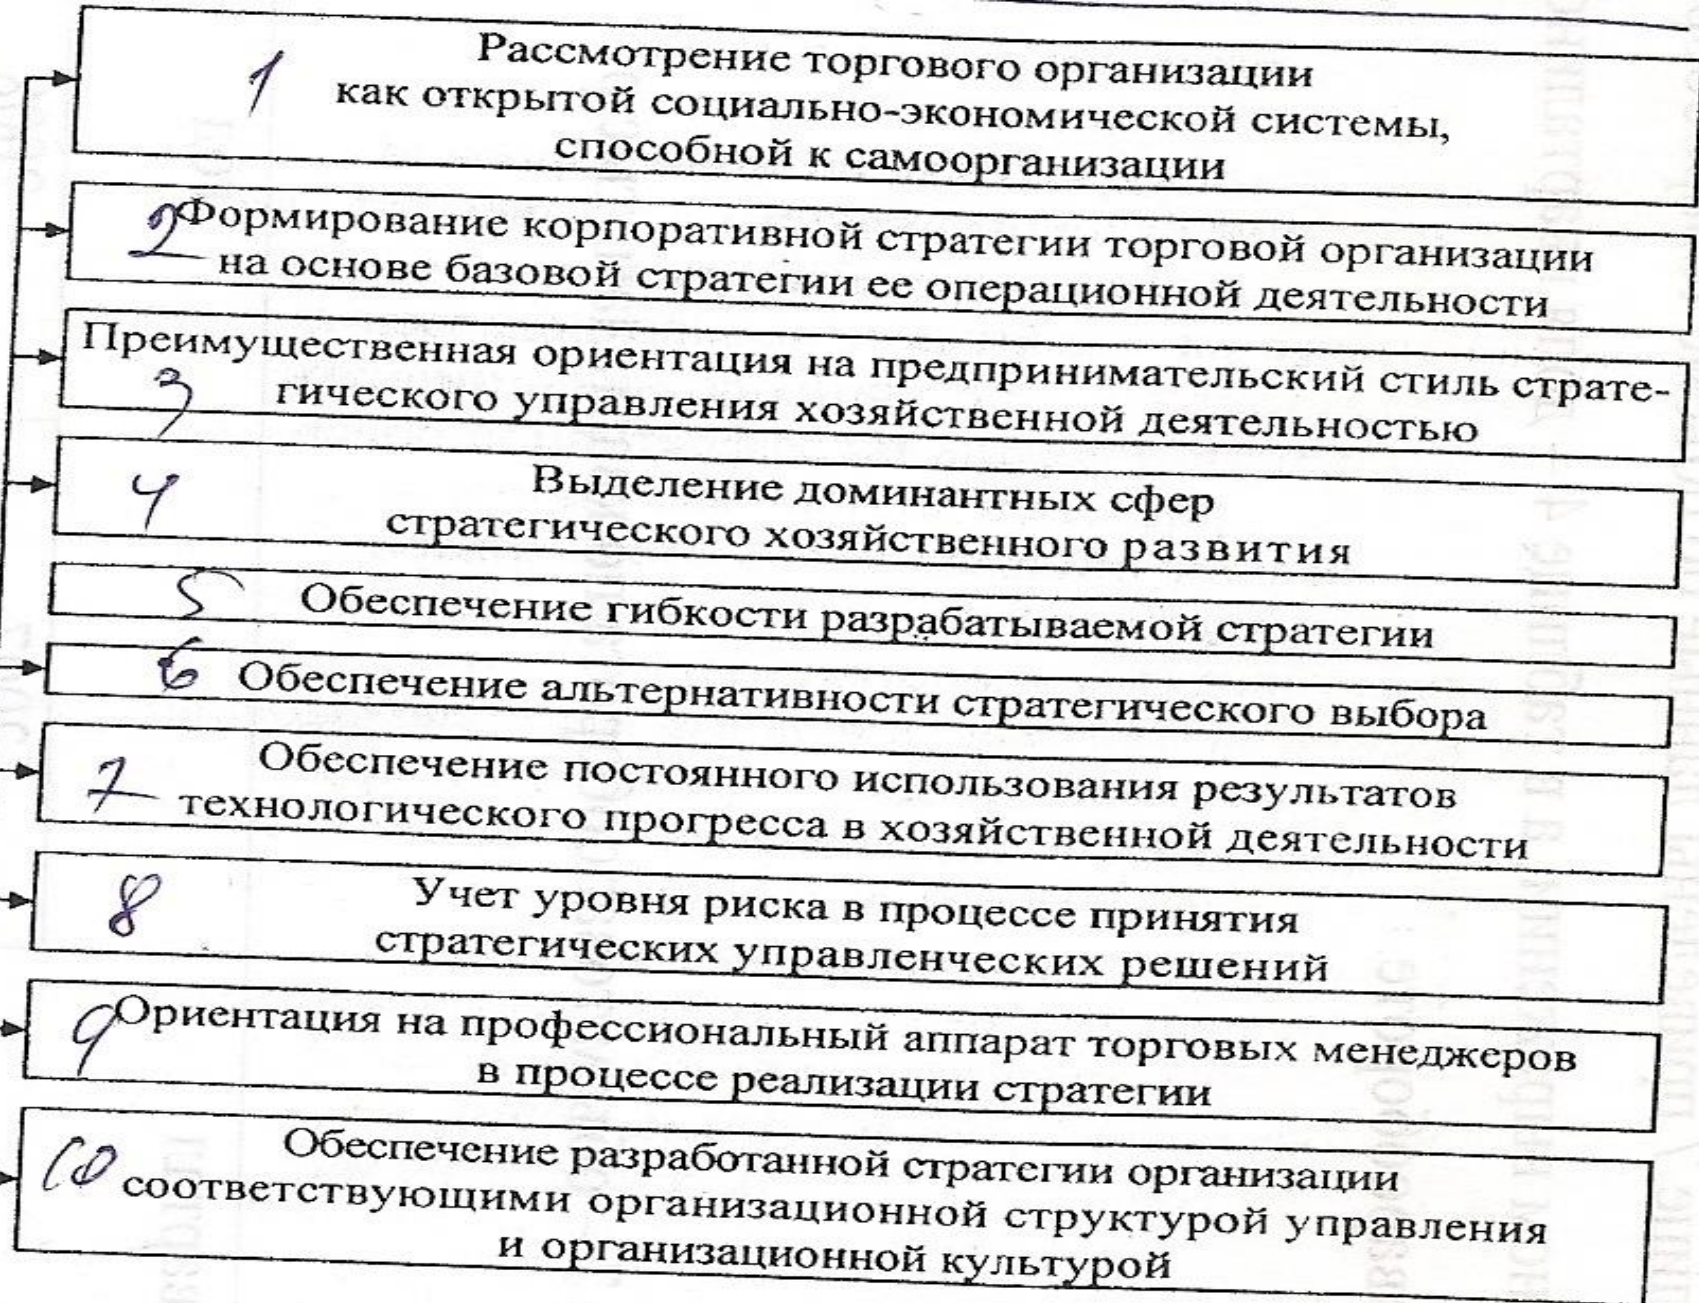 1 Рассмотрение торгового организации
как открытой социально-экономической системы,
способной к самоорганизации
2 Формирование корпоративной стратегии торговой организации
на основе базовой стратегии ее операционной деятельности
Преимущественная ориентация на предпринимательский стиль страте-
3 гического управления хозяйственной деятельностью
4 Выделение доминантных сфер
стратегического хозяйственного развития
5 Обеспечение гибкости разрабатываемой стратегии
6 Обеспечение альтернативности стратегического выбора
7 Обеспечение постоянного использования результатов
технологического прогресса в хозяйственной деятельности
8 Учет уровня риска в процессе принятия
стратегических управленческих решений
9 Ориентация на профессиональный аппарат торговых менеджеров
в процессе реализации стратегии
10 Обеспечение разработанной стратегии организации
соответствующими организационной структурой управления
и организационной культурой